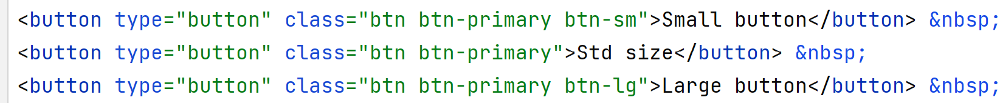 <button type="button" class="btn btn-primary btn-sm">Small button</button> &nbsp;
<button type="button" class="btn btn-primary">Std size</button> &nbsp;
<button type="button" class="btn btn-primary btn-lg">Large button</button> &nbsp;